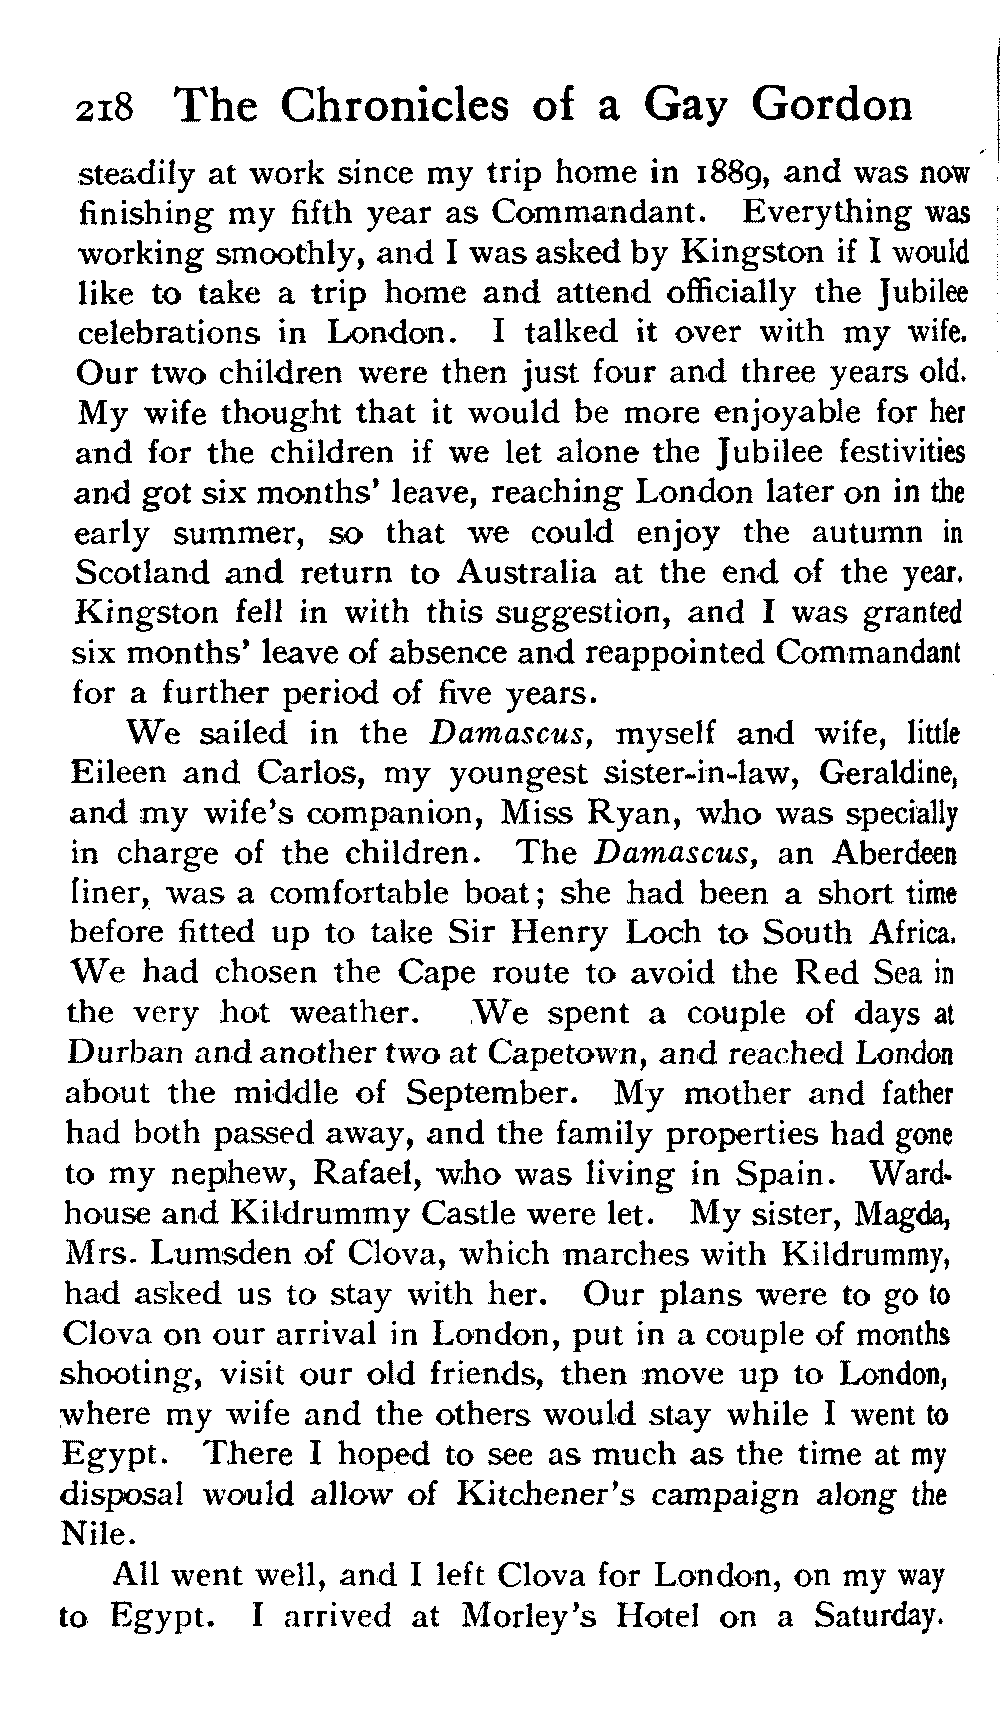 218 The Chronicles of a Gay Gordon
steadily at work since my trip home in 1889, and was now
finishing my fifth year as Commandant. Everything was
working smoothly, and I was asked by Kingston if I would
like to take a trip home and attend officially the Jubilee
celebrations in London. I talked it over with my wife.
Our two children were then just four and three years old.
My wife thought that it would be more enjoyable for her
and for the children if we let alone the Jubilee festivities
and got six months' leave, reaching London later on in the
early summer, so that we could enjoy the autumn in
Scotland and return to Australia at the end of the year.
Kingston fell in with this suggestion, and I was granted
six months' leave of absence and reappointed Commandant
for a further period of five years.
We sailed in the Damascus, myself and wife, little
Eileen and Carlos, my youngest sister-in-law, Geraldine,
and my wife's companion, Miss Ryan, who was specially
in charge of the children. The Damascus, an Aberdeen
liner, was a comfortable boat; she had been a short time
before fitted up to take Sir Henry Loch to South Africa.
We had chosen the Cape route to avoid the Red Sea in
the very hot weather. We spent a couple of days at
Durban and another two at Capetown, and reached London
about the middle of September. My mother and father
had both passed away, and the family properties had gone
to my nephew, Rafael, who was living in Spain. Ward-
house and Kildrummy Castle were let. My sister, Magda,
Mrs. Lumsden of Clova, which marches with Kildrummy,
had asked us to stay with her. Our plans were to go to
Clova on our arrival in London, put in a couple of months
shooting, visit our old friends, then move up to London,
where my wife and the others would stay while I went to
Egypt. There I hoped to see as much as the time at my
disposal would allow of Kitchener's campaign along the
Nile.
All went well, and I left Clova for London, on my way
to Egypt. I arrived at Morley's Hotel on a Saturday.